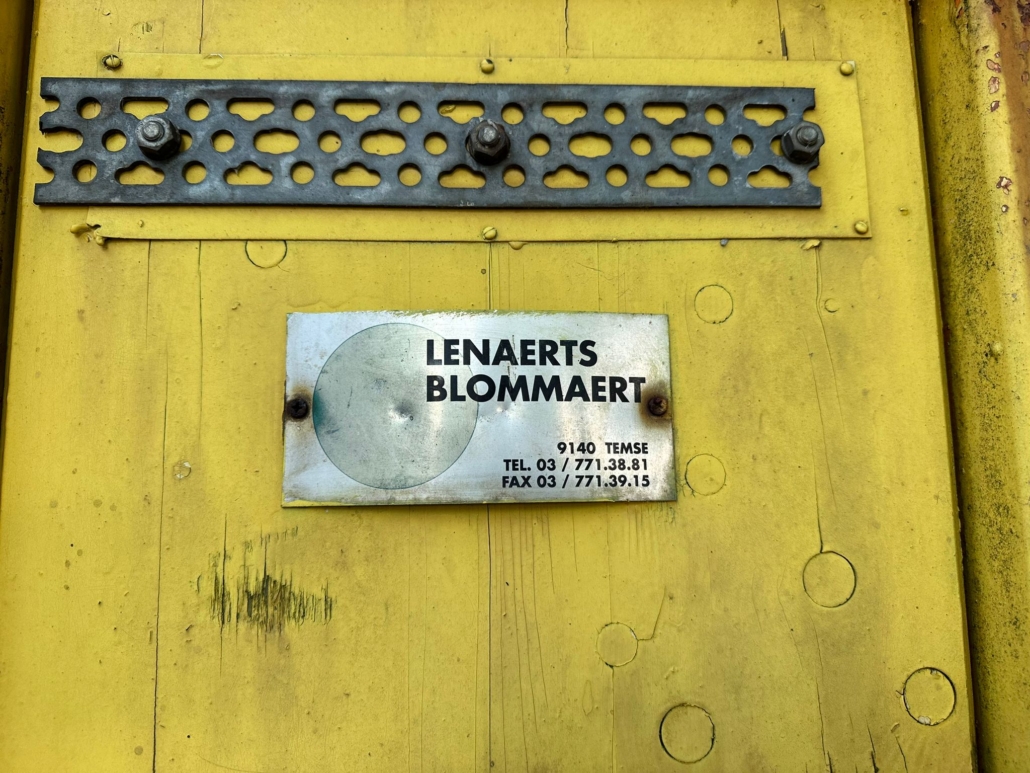 LENAERTS
BLOMMAERT
9140 TEMSE
TEL. 03 / 771.38.81
FAX 03 / 771.39.15